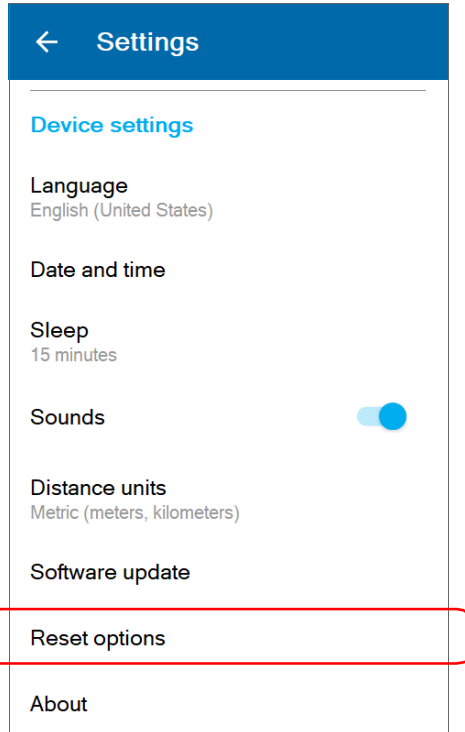 Settings
Device settings
Language
English (United States)
Date and time
Sleep
15 minutes
Sounds
Distance units
Metric (meters, kilometers)
Software update
Reset options
About